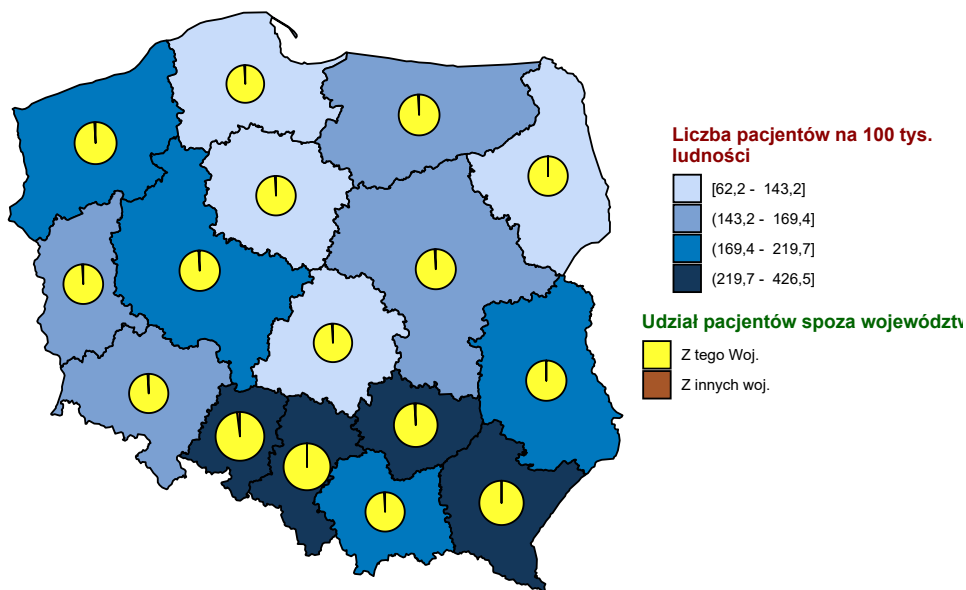 Liczba pacjentów na 100 tys.
ludności
[62,2 - 143,2]
(143,2 - 169,4]
(169,4 - 219,7]
(219,7 - 426,5]
Udział pacjentów spoza województw
Z tego Woj.
Z innych woj.